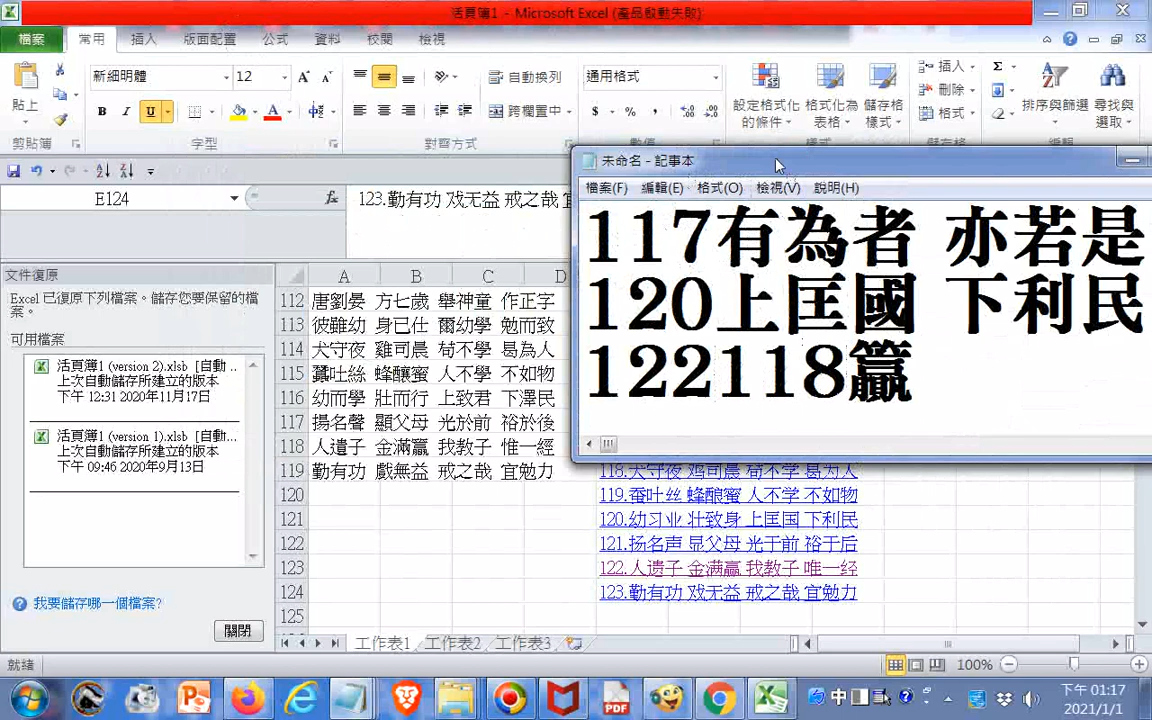 活頁簿1 - Microsoft Excel (產品啟動失敗)
檔案 常用 插入 版面配置 公式 資料 校閱 檢視
新細明體 12 自動換列 通用格式 插入 Σ
貼上 B I U 跨欄置中 $ % , 設定格式化的條件 格式化為表格 儲存格樣式 刪除 格式 排序與篩選 尋找與選取
剪貼簿 字型 對齊方式
E124 fx 123.勤有功 戏无益 戒之哉
未命名 - 記事本
檔案(F) 編輯(E) 格式(O) 檢視(V) 說明(H)
117有為者 亦若是
120上匡國 下利民
122118籯
文件復原
Excel 已復原下列檔案。儲存您要保留的檔案。
可用檔案
活頁簿1 (version 2).xlsb [自動...
上次自動儲存所建立的版本
下午 12:31 2020年11月17日
活頁簿1 (version 1).xlsb [自動...
上次自動儲存所建立的版本
下午 09:46 2020年9月13日
我要儲存哪一個檔案?
關閉
A B C D
112 唐劉晏 方七歲 舉神童 作正字
113 彼雖幼 身已仕 爾幼學 勉而致
114 犬守夜 雞司晨 茍不學 曷為人
115 蠶吐絲 蜂釀蜜 人不學 不如物
116 幼而學 壯而行 上致君 下澤民
117 揚名聲 顯父母 光於前 裕於後
118 人遺子 金滿籯 我教子 惟一經
119 勤有功 戲無益 戒之哉 宜勉力
120
121
122
123
124
125
118.犬守夜 鸡司晨 苟不学 曷为人
119.蚕吐丝 蜂酿蜜 人不学 不如物
120.幼习业 壮致身 上匡国 下利民
121.扬名声 显父母 光于前 裕于后
122.人遗子 金满赢 我教子 唯一经
123.勤有功 戏无益 戒之哉 宜勉力
工作表1 工作表2 工作表3
就緒 100%
中 下午 01:17
2021/1/1